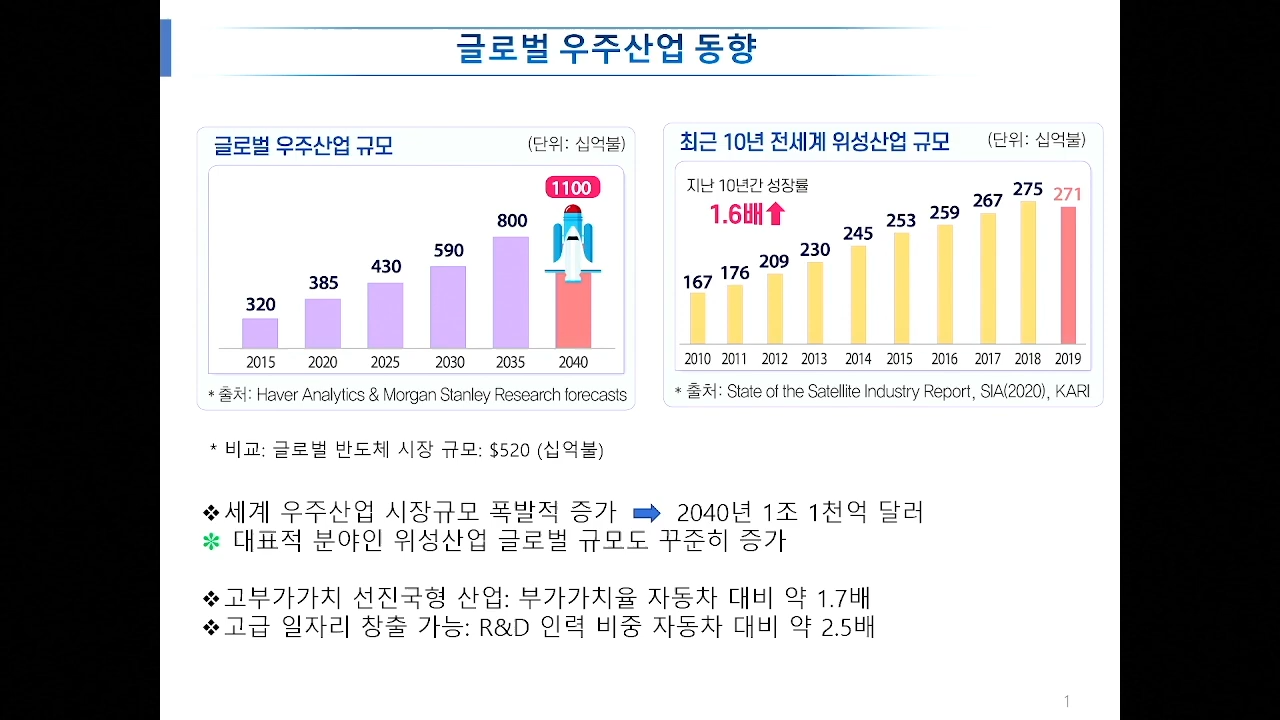 글로벌 우주산업 동향
글로벌 우주산업 규모 (단위: 십억불)
1100
800
590
430
385
320
2015 2020 2025 2030 2035 2040
* 출처: Haver Analytics & Morgan Stanley Research forecasts
최근 10년 전세계 위성산업 규모 (단위: 십억불)
지난 10년간 성장률
1.6배
167 176 209 230 245 253 259 267 275 271
2010 2011 2012 2013 2014 2015 2016 2017 2018 2019
* 출처: State of the Satellite Industry Report, SIA(2020), KARI
* 비교: 글로벌 반도체 시장 규모: $520 (십억불)
❖세계 우주산업 시장규모 폭발적 증가 ➡ 2040년 1조 1천억 달러
✻ 대표적 분야인 위성산업 글로벌 규모도 꾸준히 증가
❖고부가가치 선진국형 산업: 부가가치율 자동차 대비 약 1.7배
❖고급 일자리 창출 가능: R&D 인력 비중 자동차 대비 약 2.5배
1